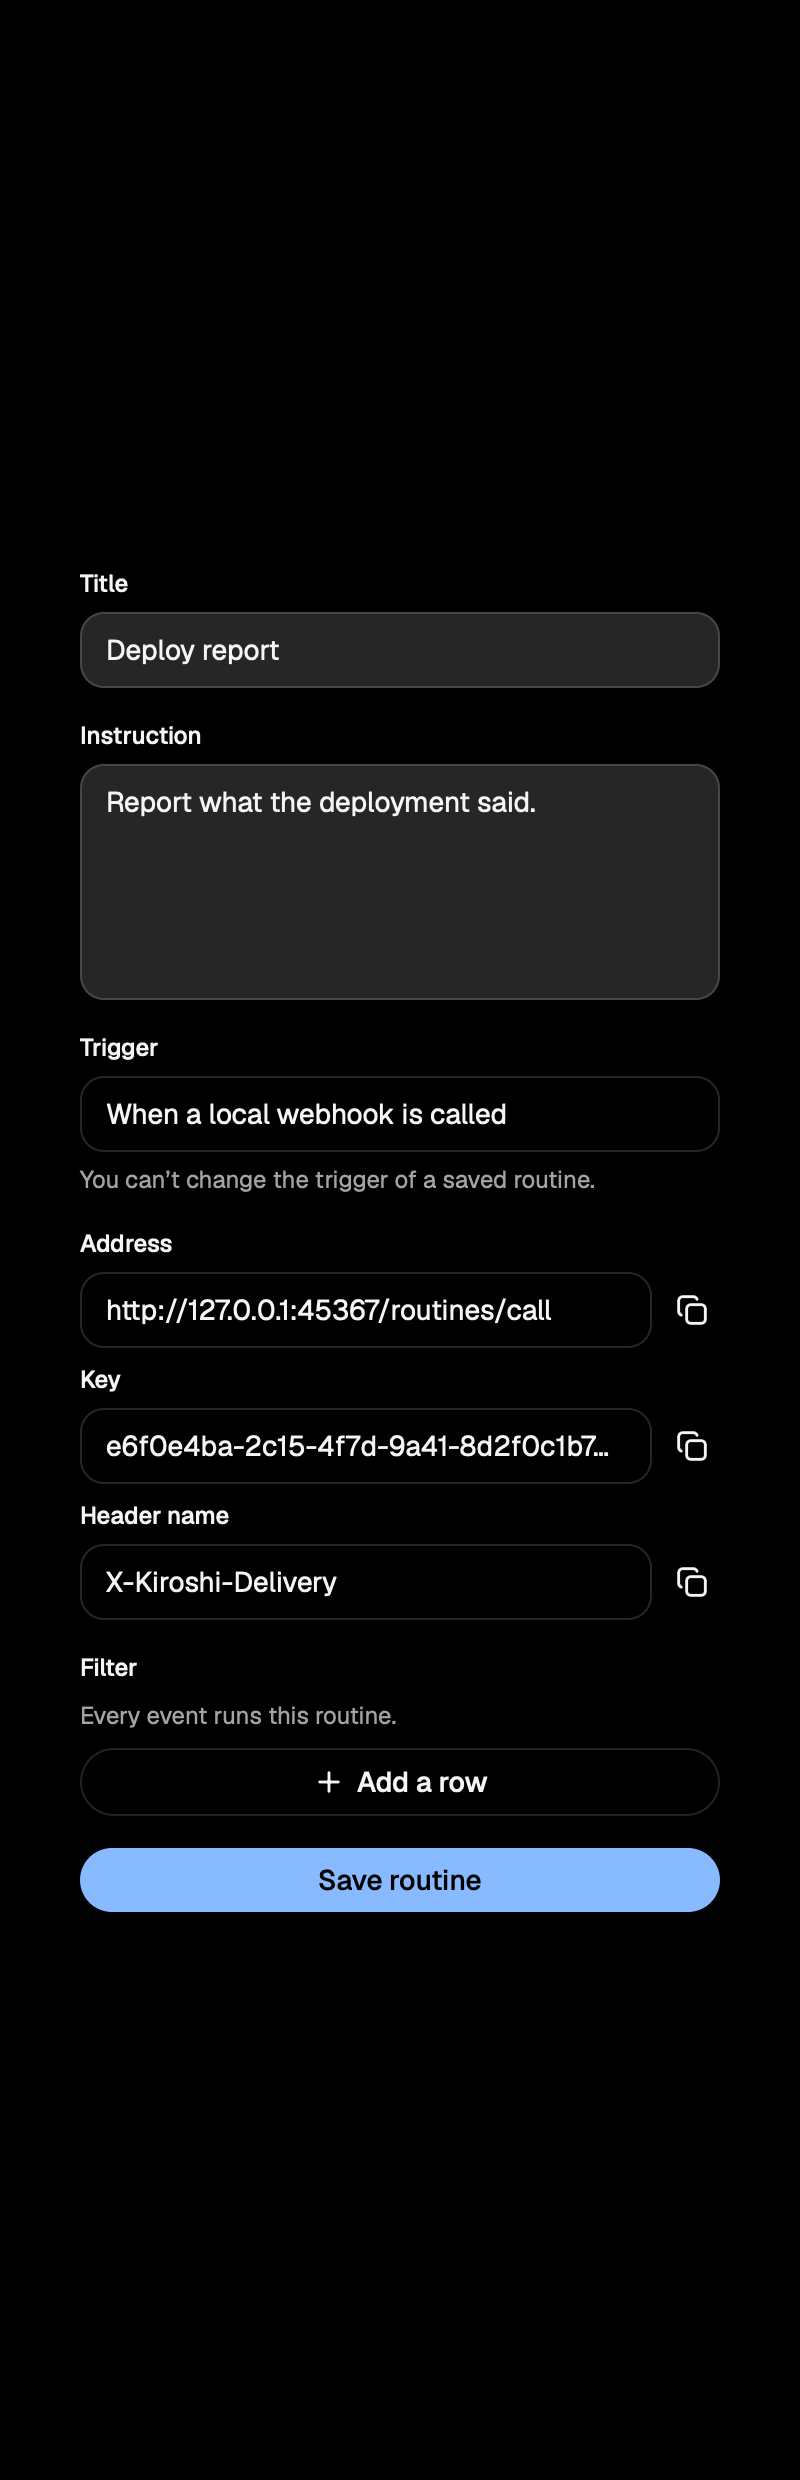 Title
Deploy report
Instruction
Report what the deployment said.
Trigger
When a local webhook is called
You can’t change the trigger of a saved routine.
Address
http://127.0.0.1:45367/routines/call
Key
e6f0e4ba-2c15-4f7d-9a41-8d2f0c1b7...
Header name
X-Kiroshi-Delivery
Filter
Every event runs this routine.
Add a row
Save routine